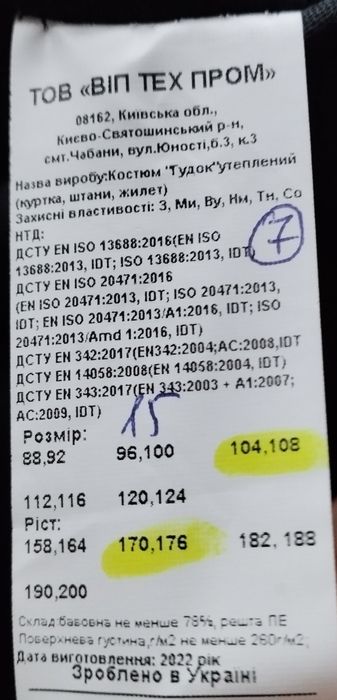 ТОВ «ВІП ТЕХ ПРОМ»
08162, Київська обл.,
Києво-Святошинський р-н,
смт.Чабани, вул.Юності,б.3, к.3
Назва виробу:Костюм "Тудок"утеплений
(куртка, штани, жилет)
Захисні властивості: З, Ми, Ву, Нм, Тн, Со
НТД:
ДСТУ EN ISO 13688:2016(EN ISO
13688:2013, IDT; ISO 13688:2013, IDT)
7
ДСТУ EN ISO 20471:2016
(EN ISO 20471:2013, IDT; ISO 20471:2013,
IDT; EN ISO 20471:2013/A1:2016, IDT; ISO
20471:2013/Amd 1:2016, IDT)
ДСТУ EN 342:2017(EN342:2004;AC:2008,IDT
ДСТУ EN 14058:2008(EN 14058:2004, IDT)
ДСТУ EN 343:2017(EN 343:2003 + A1:2007;
AC:2009, IDT)
15
Розмір:
88,92 96,100 104,108
112,116 120,124
Ріст:
158,164 170,176 182, 188
190,200
Склад бавовна не менше 78%, решта ПЕ
Поверхнева густина,г/м2 не менше 260г/м2;
Дата виготовлення: 2022 рік
Зроблено в Україні